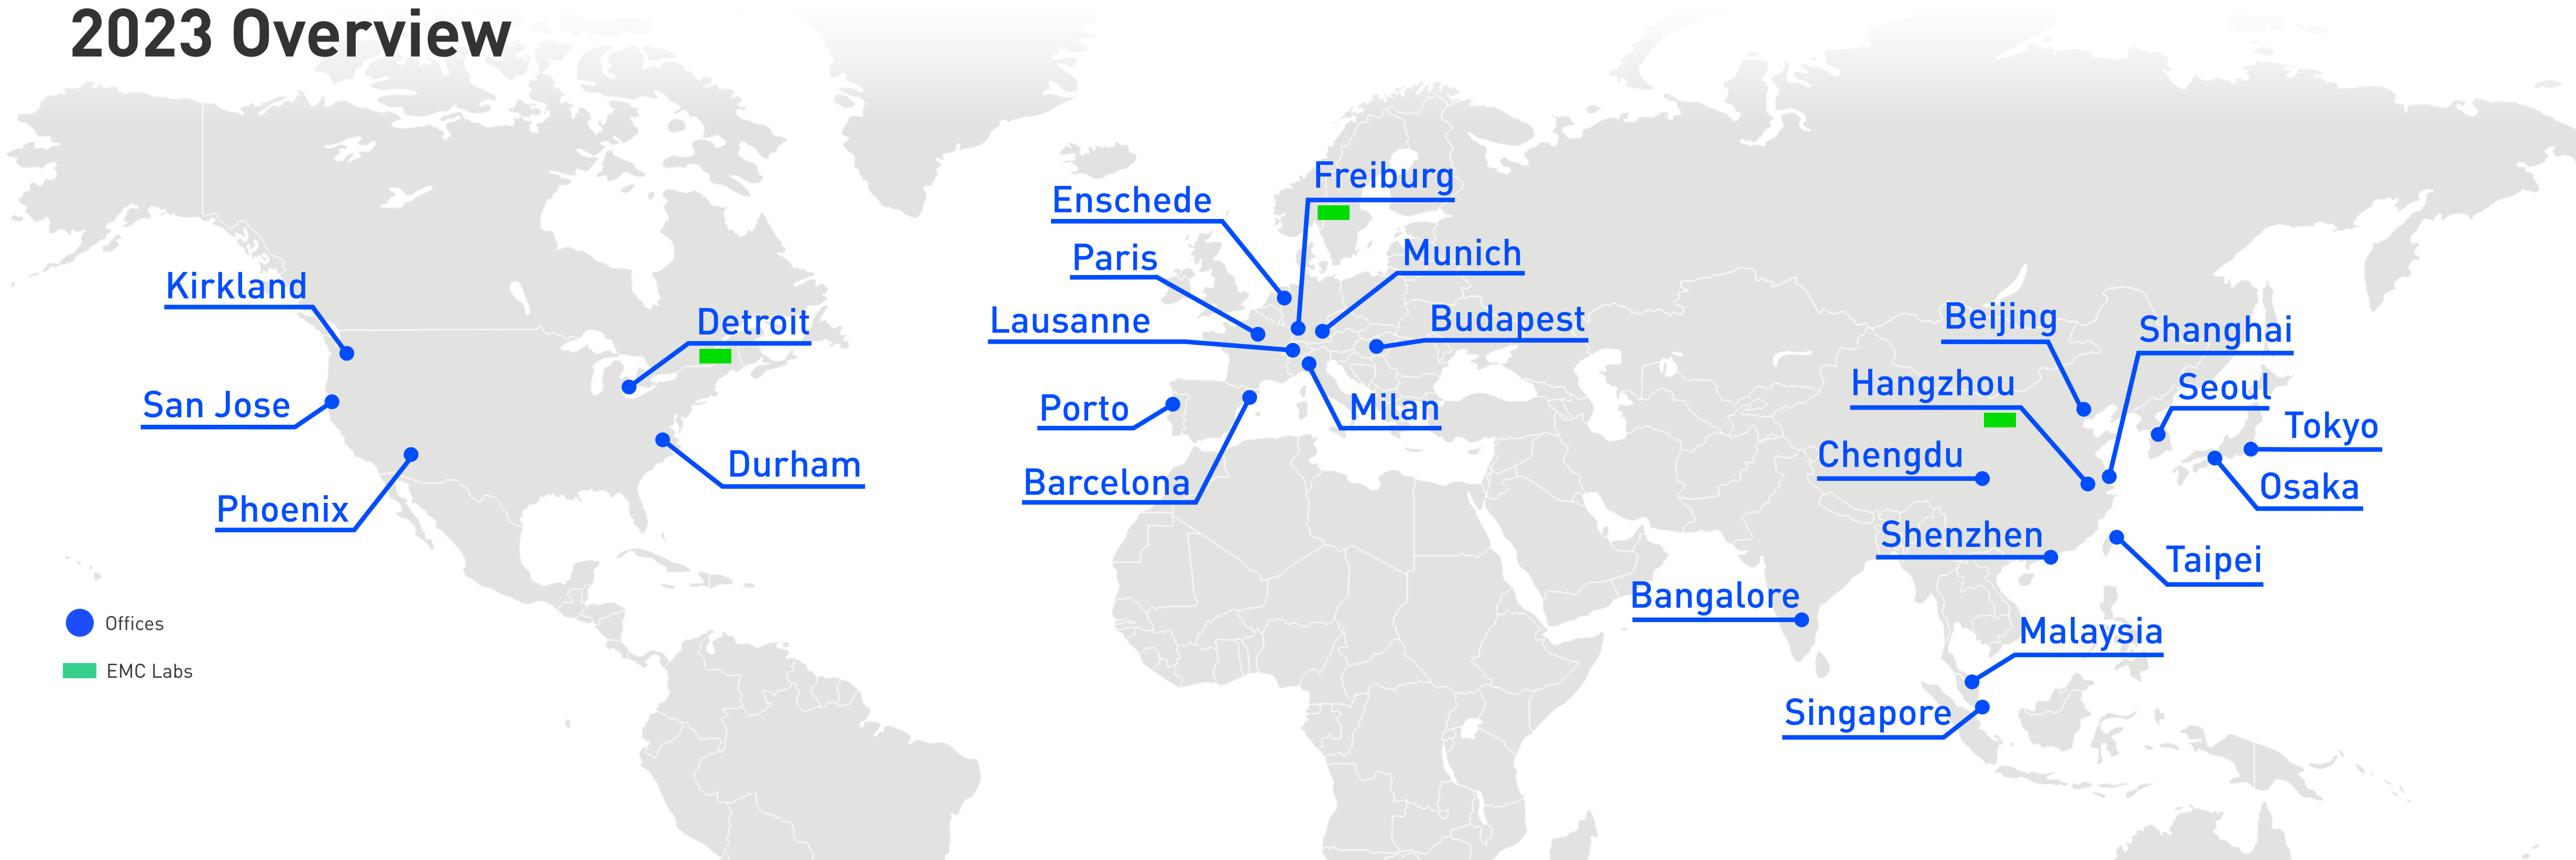 2023 Overview
Kirkland
San Jose
Phoenix
Detroit
Durham
Offices
EMC Labs
Freiburg
Enschede
Munich
Paris
Lausanne
Budapest
Porto
Milan
Barcelona
Beijing
Shanghai
Hangzhou
Seoul
Tokyo
Chengdu
Osaka
Shenzhen
Taipei
Bangalore
Malaysia
Singapore